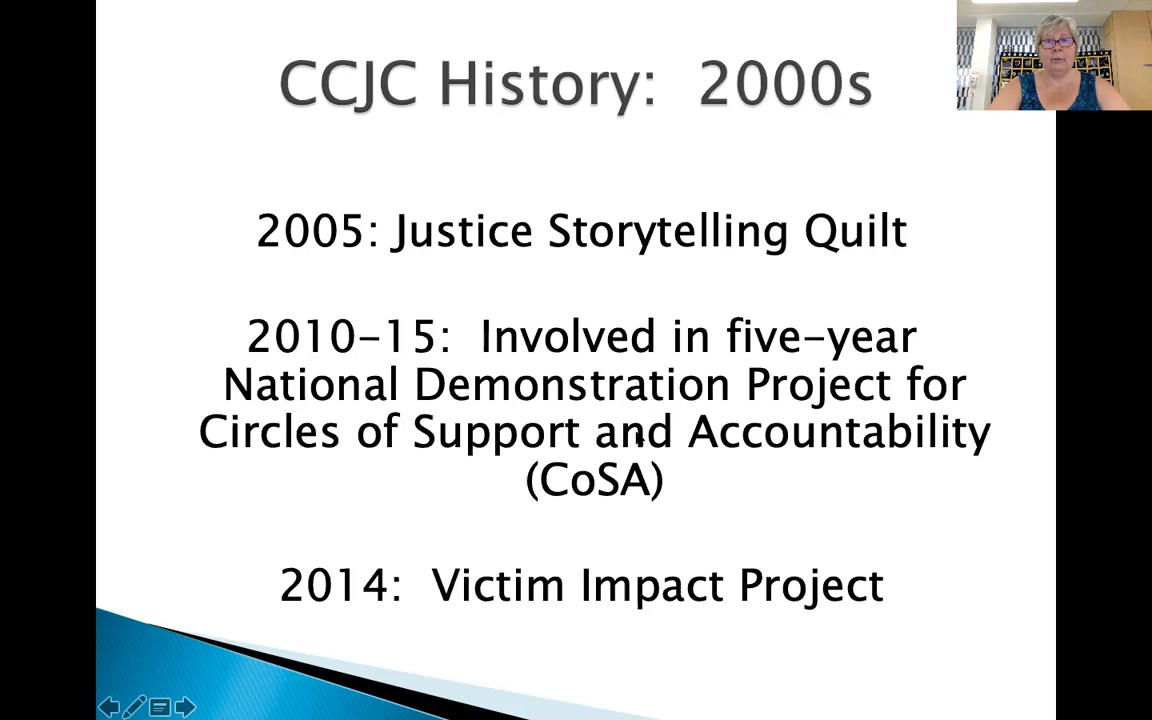 CCJC History: 2000s
2005: Justice Storytelling Quilt
2010-15: Involved in five-year
National Demonstration Project for
Circles of Support and Accountability
(CoSA)
2014: Victim Impact Project